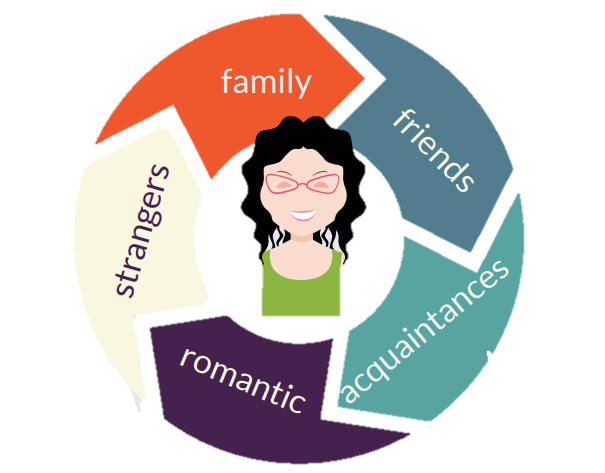 family
friends
acquaintances
romantic
strangers